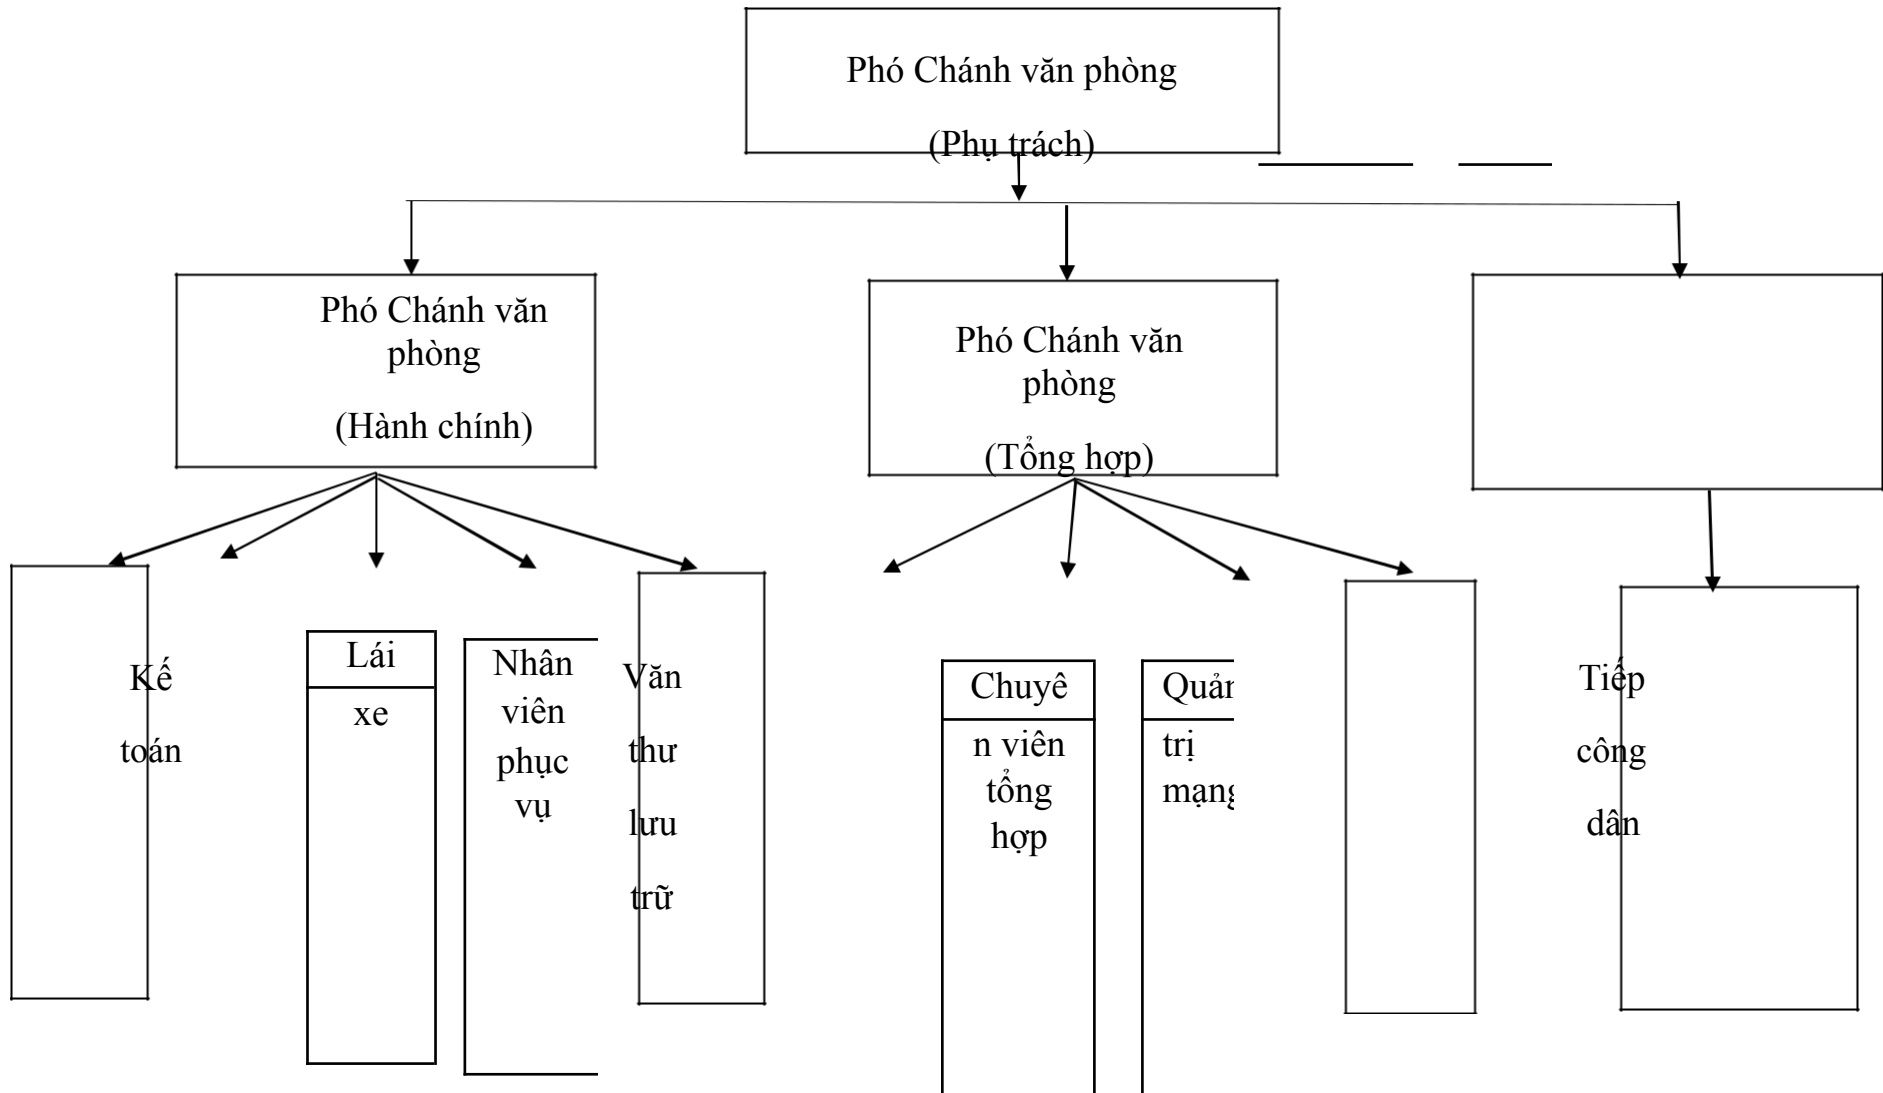 Phó Chánh văn phòng
(Phụ trách)
Phó Chánh văn
phòng
(Hành chính)
Phó Chánh văn
phòng
(Tổng hợp)
Kế
toán
Lái
xe
Nhân
viên
phục
vụ
Văn
thư
lưu
trữ
Chuyê
n viên
tổng
hợp
Quản
trị
mạng
Tiếp
công
dân